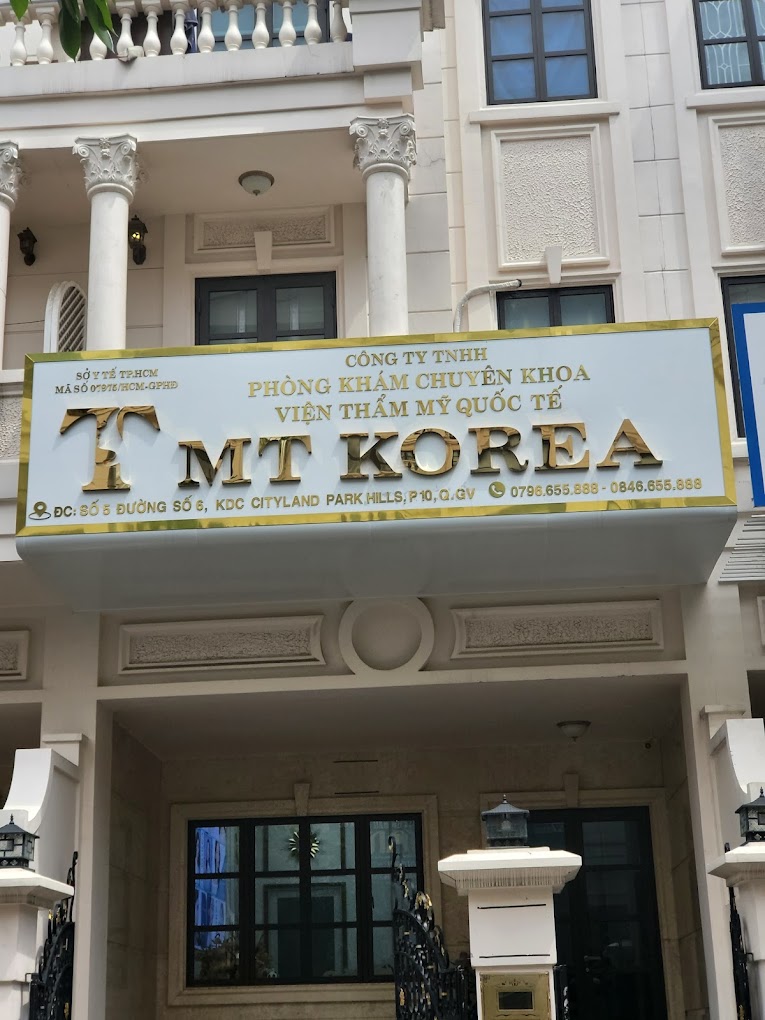 SỞ Y TẾ TP.HCM
MÃ SỐ 07975/HCM-GPHĐ
CÔNG TY TNHH
PHÒNG KHÁM CHUYÊN KHOA
VIỆN THẨM MỸ QUỐC TẾ
MT KOREA
ĐC: SỐ 5 ĐƯỜNG SỐ 6, KDC CITYLAND PARK HILLS, P10, Q.GV 0796.655.888 - 0846.655.888